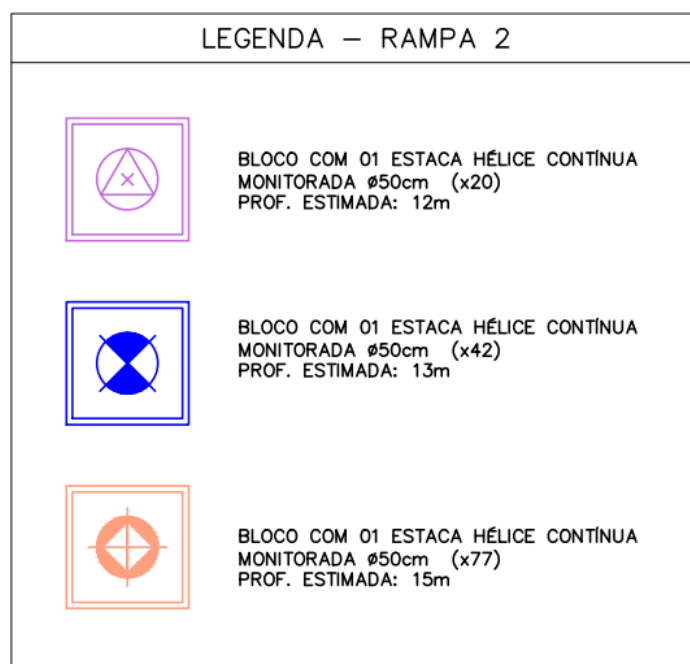 LEGENDA – RAMPA 2
BLOCO COM 01 ESTACA HÉLICE CONTÍNUA
MONITORADA ø50cm (x20)
PROF. ESTIMADA: 12m
BLOCO COM 01 ESTACA HÉLICE CONTÍNUA
MONITORADA ø50cm (x42)
PROF. ESTIMADA: 13m
BLOCO COM 01 ESTACA HÉLICE CONTÍNUA
MONITORADA ø50cm (x77)
PROF. ESTIMADA: 15m